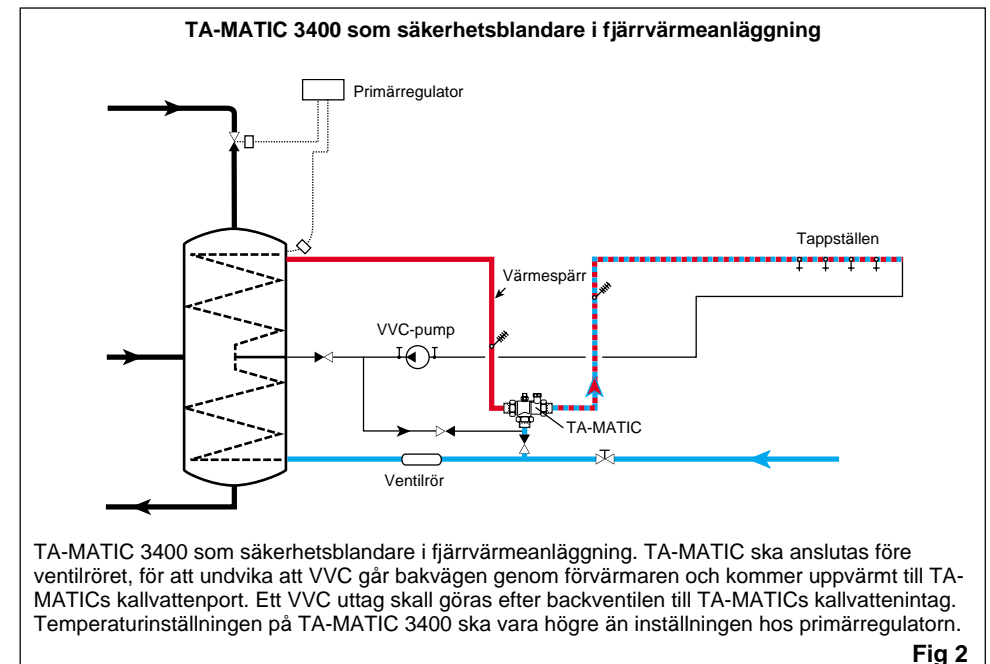 TA-MATIC 3400 som säkerhetsblandare i fjärrvärmeanläggning
Primärregulator
Tappställen
Värmespärr
VVC-pump
TA-MATIC
Ventilrör
TA-MATIC 3400 som säkerhetsblandare i fjärrvärmeanläggning. TA-MATIC ska anslutas före
ventilröret, för att undvika att VVC går bakvägen genom förvärmaren och kommer uppvärmt till TA-
MATICs kallvattenport. Ett VVC uttag skall göras efter backventilen till TA-MATICs kallvattenintag.
Temperaturinställningen på TA-MATIC 3400 ska vara högre än inställningen hos primärregulatorn.
Fig 2